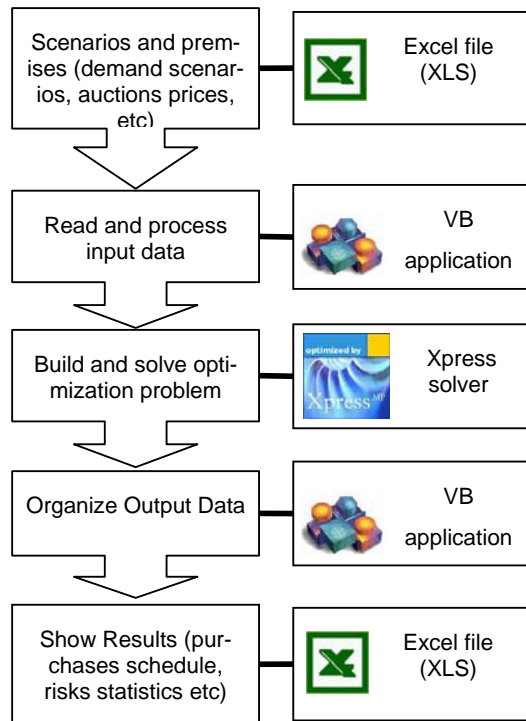 Scenarios and prem-
ises (demand scenar-
ios, auctions prices,
etc)
Excel file
(XLS)
Read and process
input data
VB
application
Build and solve opti-
mization problem
optimized by
Xpress MP
Xpress
solver
Organize Output Data
VB
application
Show Results (pur-
chases schedule,
risks statistics etc)
Excel file
(XLS)